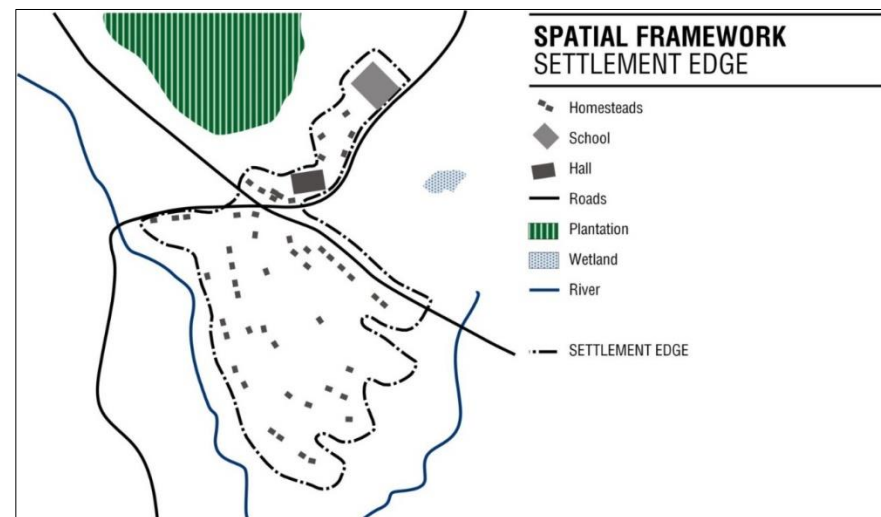 SPATIAL FRAMEWORK
SETTLEMENT EDGE
Homesteads
School
Hall
Roads
Plantation
Wetland
River
SETTLEMENT EDGE